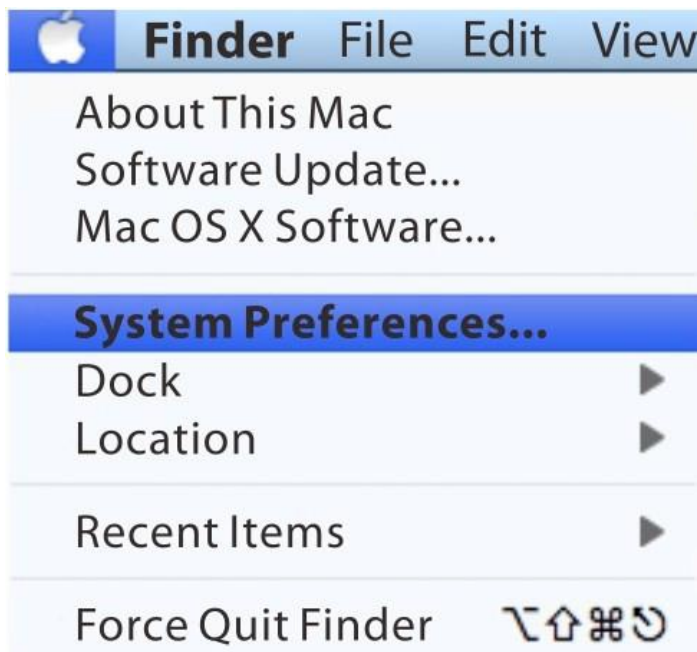 Finder File Edit View
About This Mac
Software Update...
Mac OS X Software...
System Preferences...
Dock
Location
Recent Items
Force Quit Finder ⌥⇧⌘⎋